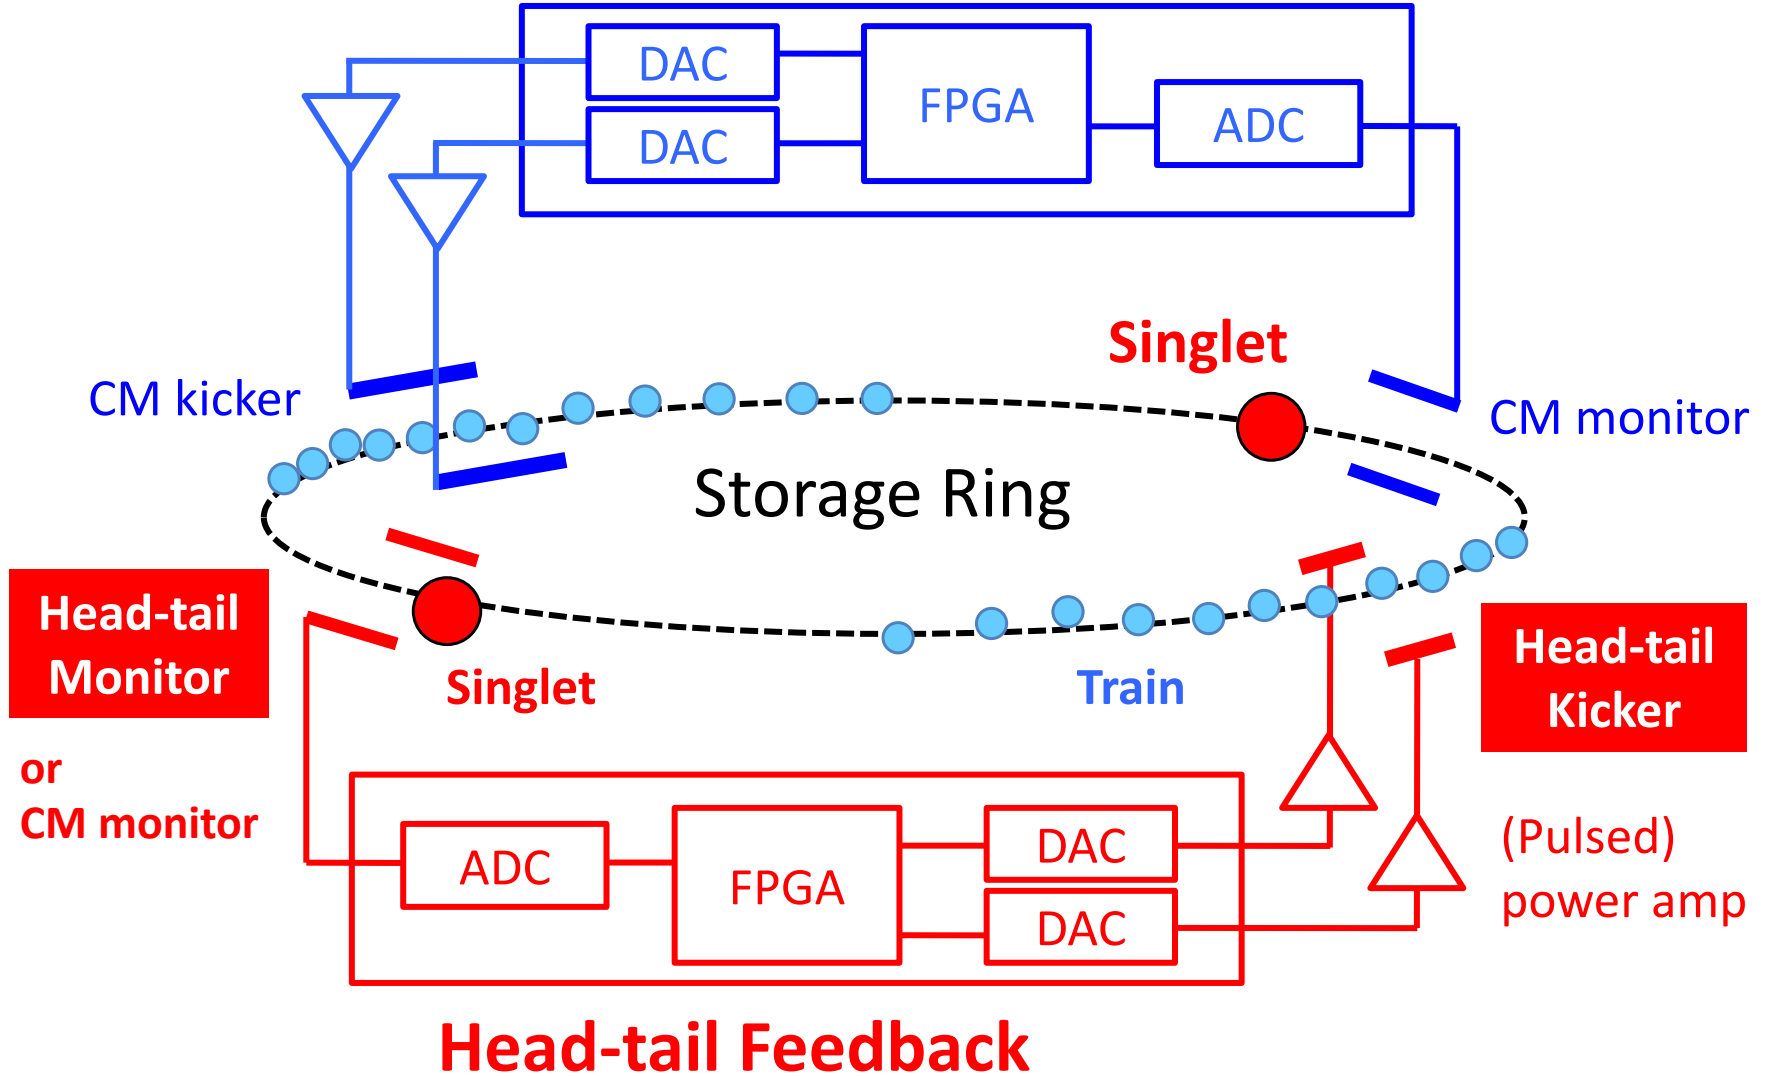 DAC
FPGA
ADC
DAC
Singlet
CM kicker
CM monitor
Storage Ring
Head-tail
Monitor
Head-tail
Kicker
Singlet
Train
or
CM monitor
ADC
FPGA
DAC
DAC
(Pulsed)
power amp
Head-tail Feedback